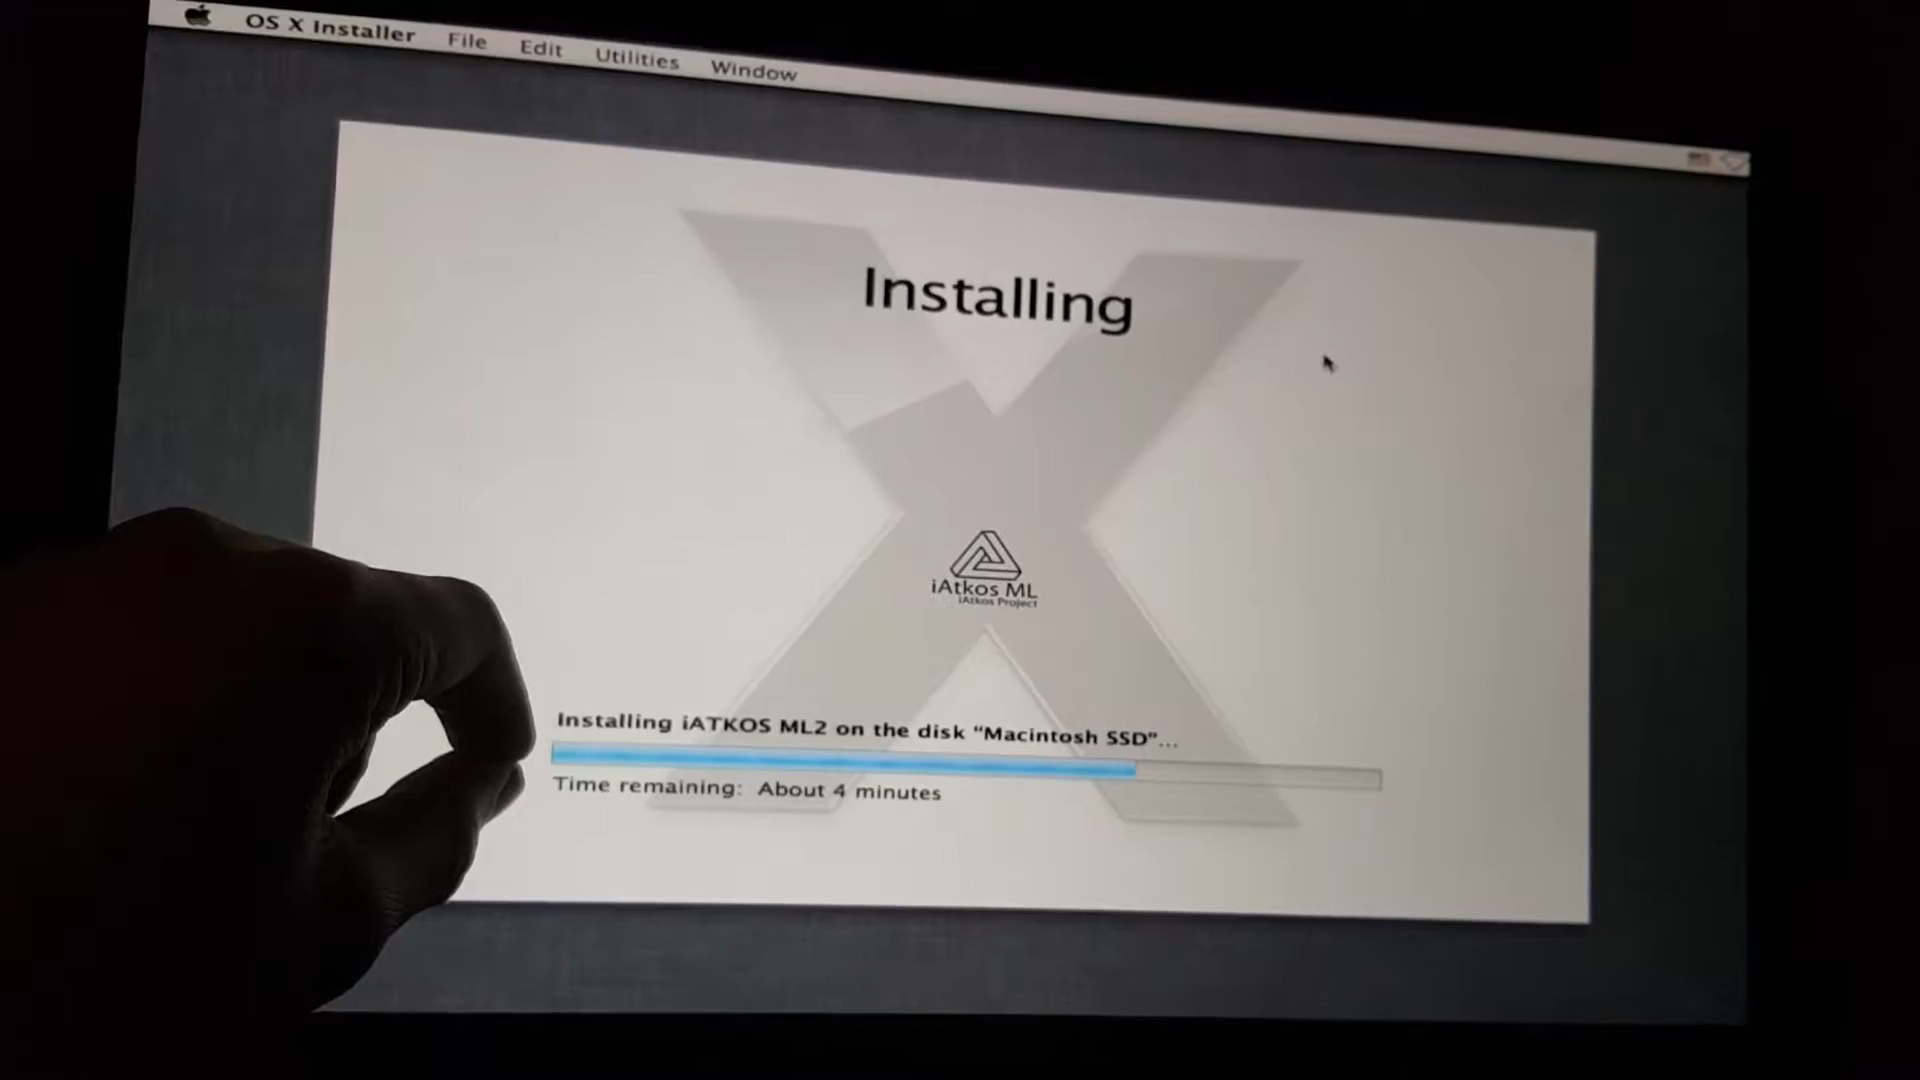 OS X Installer File Edit Utilities Window
Installing
iAtkos ML
iAtkos Project
Installing iATKOS ML2 on the disk “Macintosh SSD”...
Time remaining: About 4 minutes